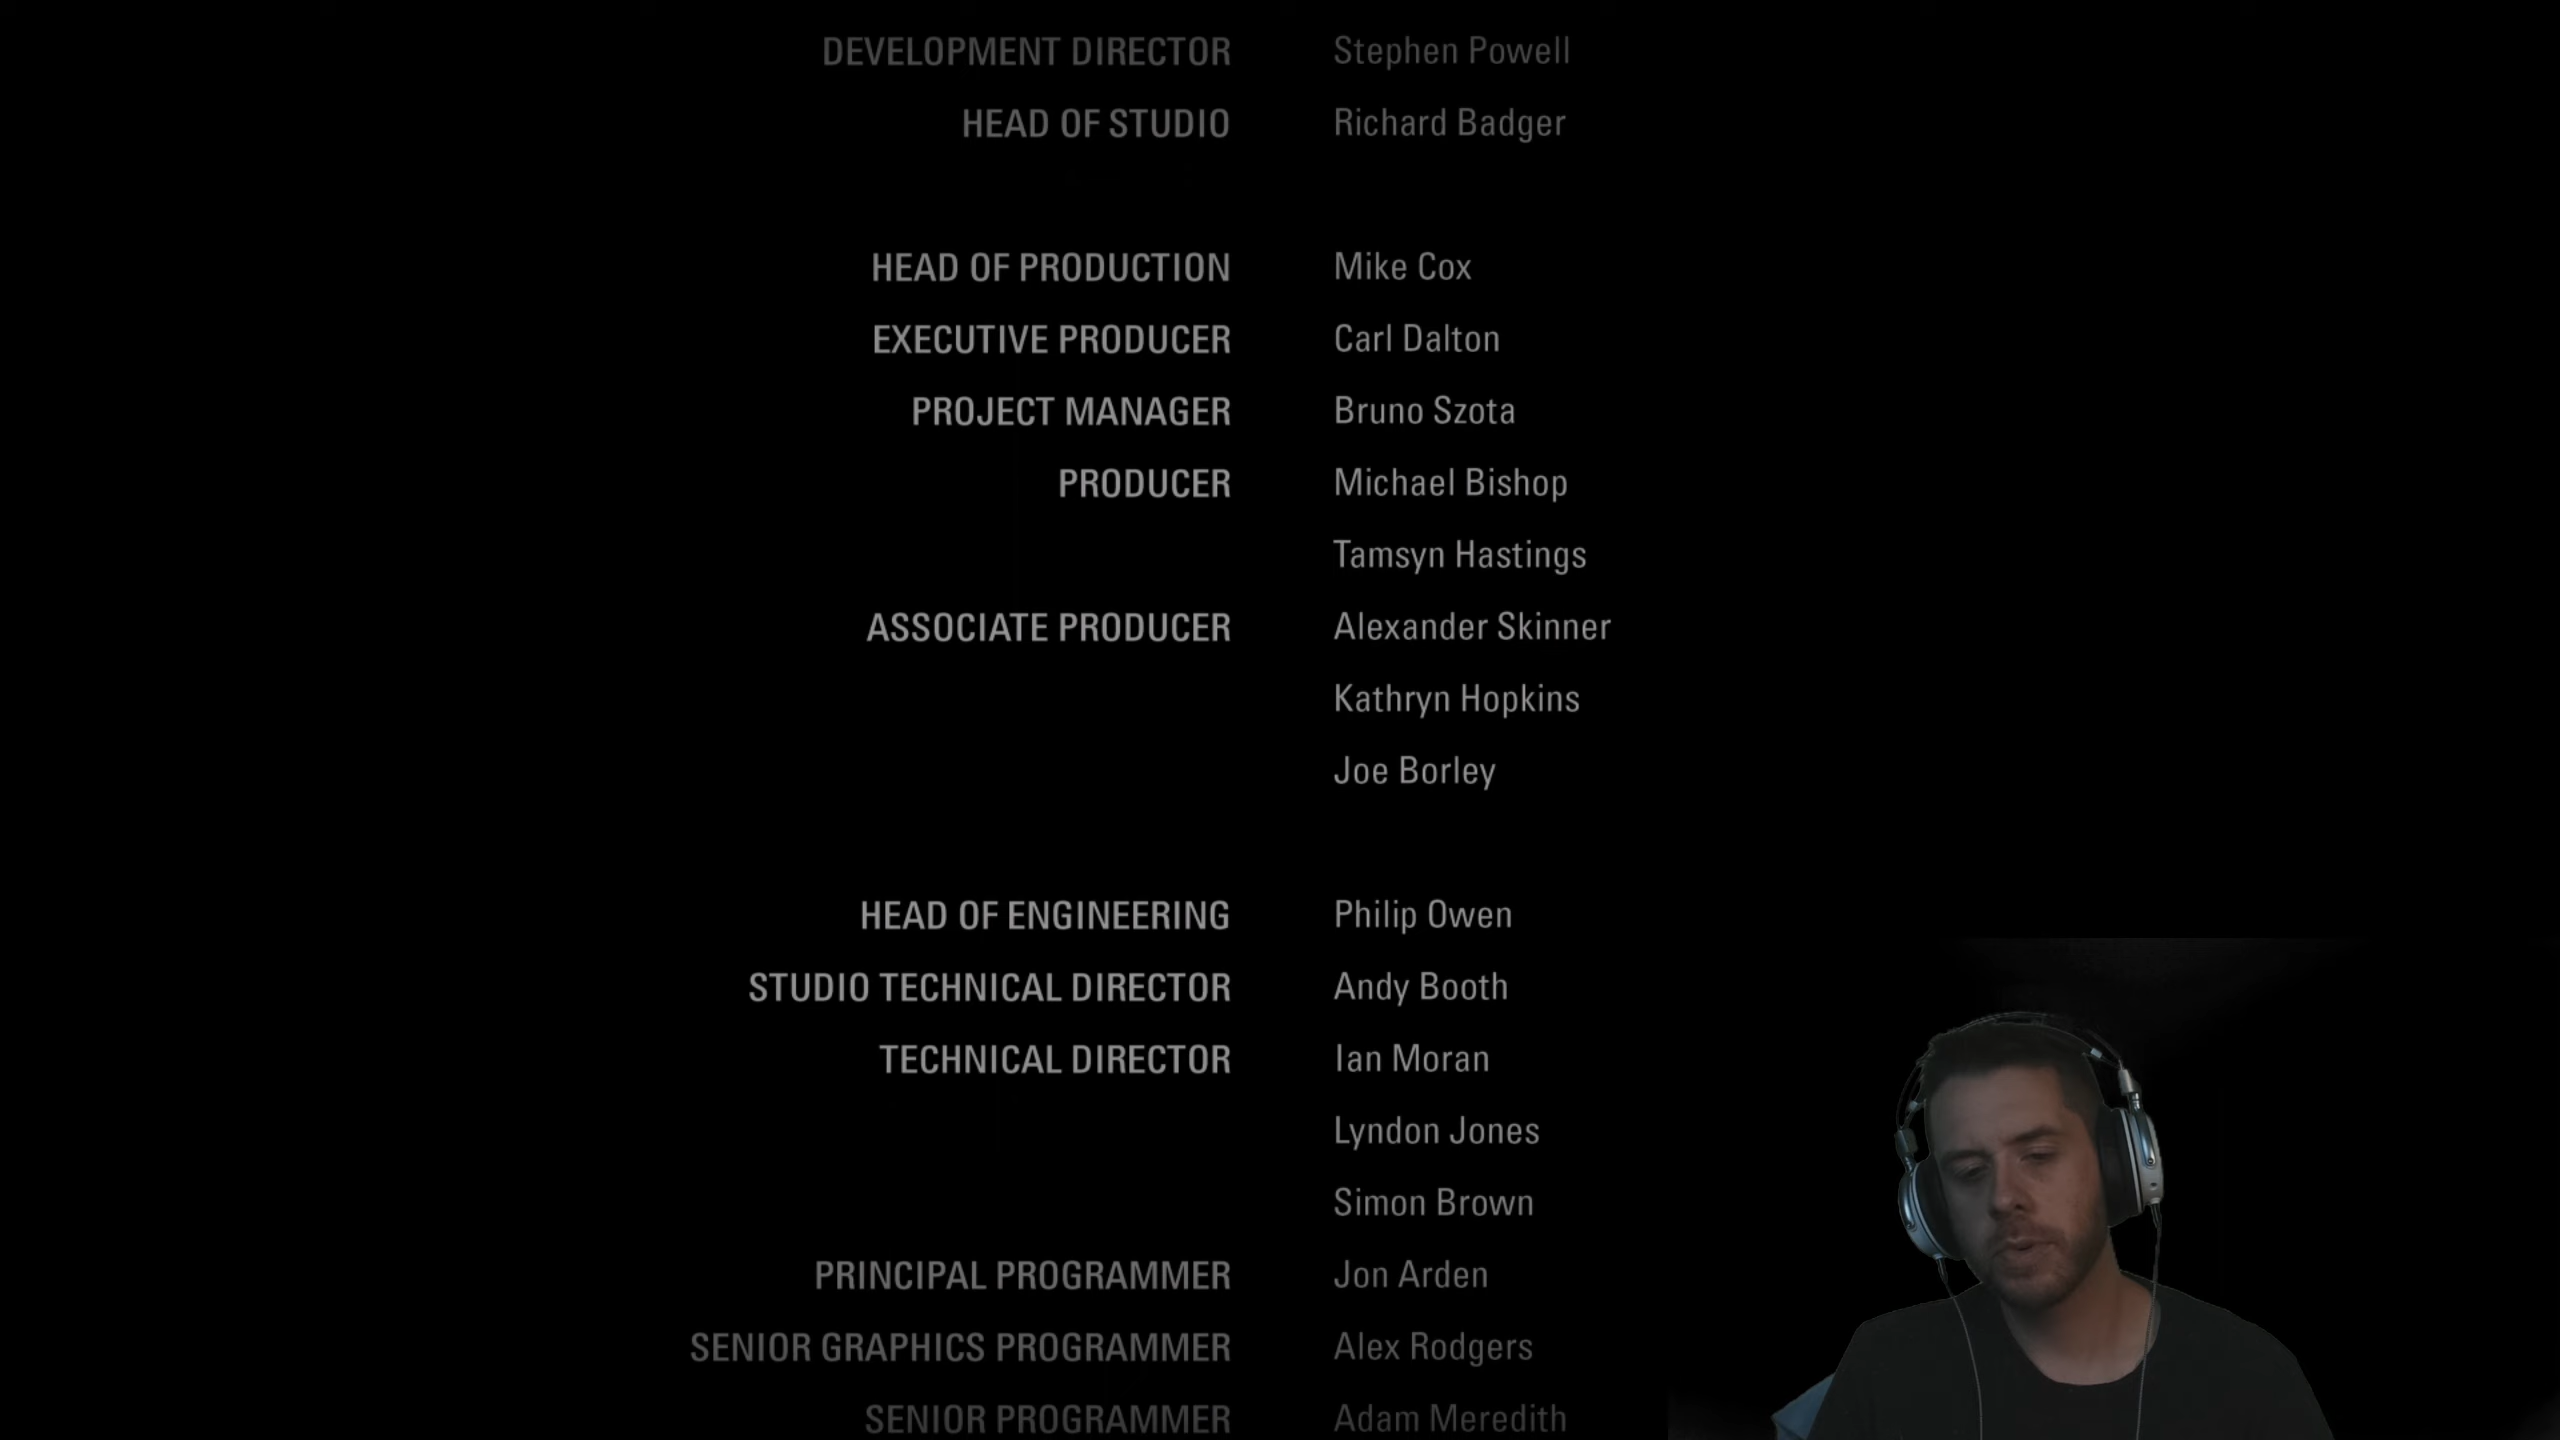 DEVELOPMENT DIRECTOR Stephen Powell
HEAD OF STUDIO Richard Badger
HEAD OF PRODUCTION Mike Cox
EXECUTIVE PRODUCER Carl Dalton
PROJECT MANAGER Bruno Szota
PRODUCER Michael Bishop
Tamsyn Hastings
ASSOCIATE PRODUCER Alexander Skinner
Kathryn Hopkins
Joe Borley
HEAD OF ENGINEERING Philip Owen
STUDIO TECHNICAL DIRECTOR Andy Booth
TECHNICAL DIRECTOR Ian Moran
Lyndon Jones
Simon Brown
PRINCIPAL PROGRAMMER Jon Arden
SENIOR GRAPHICS PROGRAMMER Alex Rodgers
SENIOR PROGRAMMER Adam Meredith